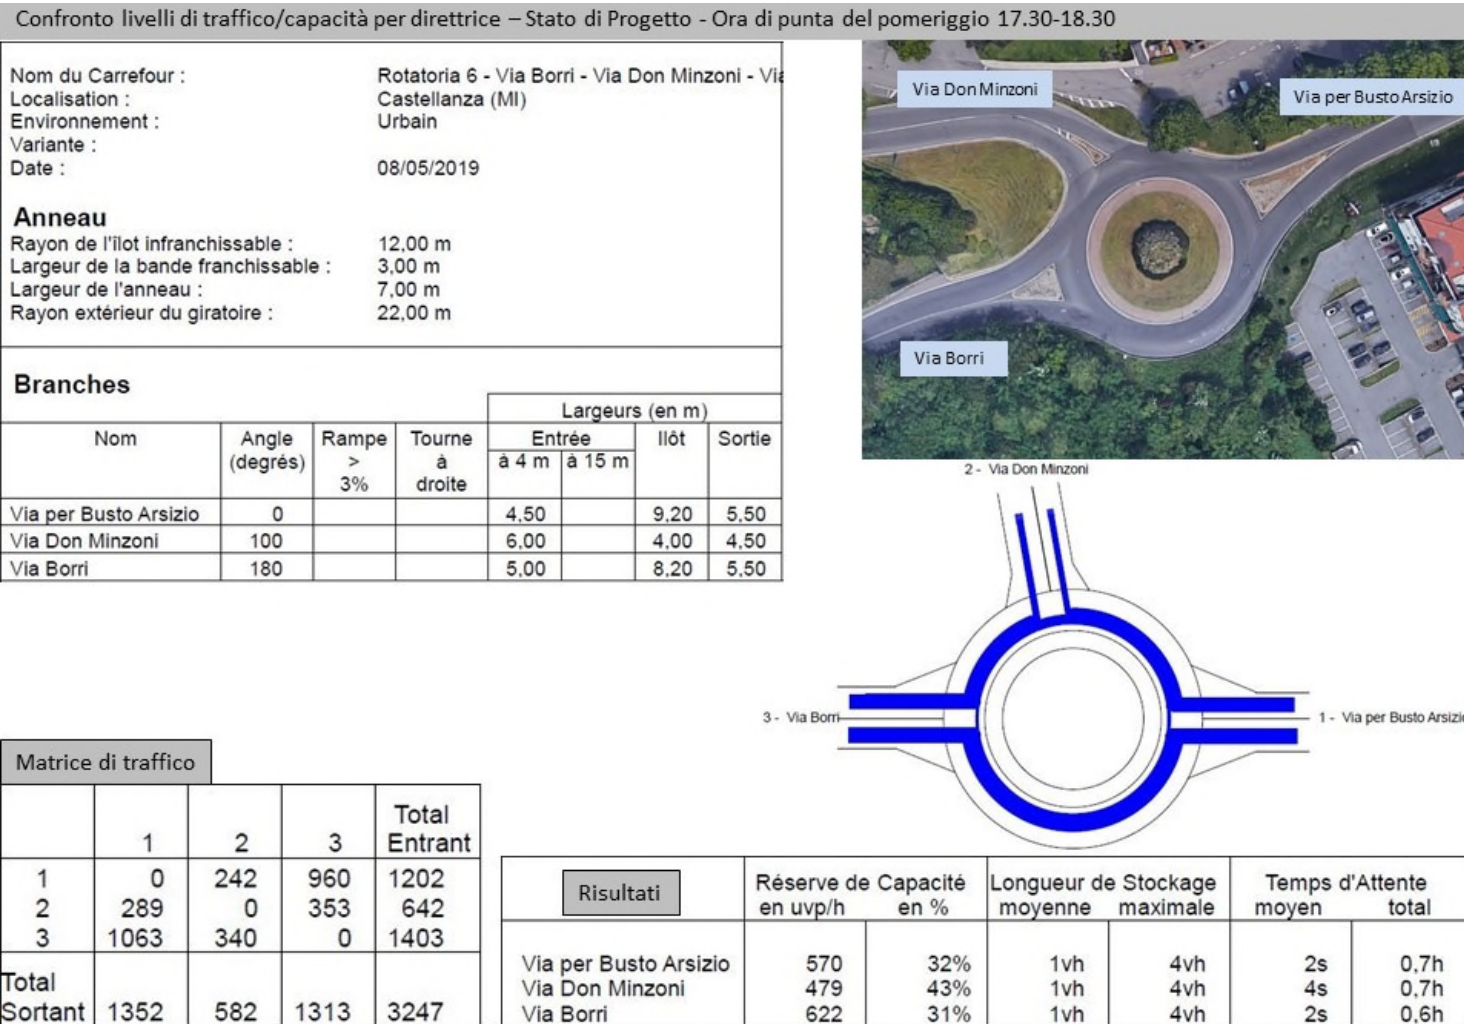 Confronto livelli di traffico/capacità per direttrice – Stato di Progetto - Ora di punta del pomeriggio 17.30-18.30
Nom du Carrefour : Rotatoria 6 - Via Borri - Via Don Minzoni - Via
Localisation : Castellanza (MI)
Environnement : Urbain
Variante :
Date : 08/05/2019
Anneau
Rayon de l'îlot infranchissable : 12,00 m
Largeur de la bande franchissable : 3,00 m
Largeur de l'anneau : 7,00 m
Rayon extérieur du giratoire : 22,00 m
Branches
Largeurs (en m)
Nom Angle Rampe Tourne Entrée Ilôt Sortie
(degrés) > à à 4 m à 15 m
3% droite
Via per Busto Arsizio 0 4,50 9,20 5,50
Via Don Minzoni 100 6,00 4,00 4,50
Via Borri 180 5,00 8,20 5,50
Via Don Minzoni
Via per Busto Arsizio
Via Borri
2 - Via Don Minzoni
3 - Via Borri
1 - Via per Busto Arsizio
Matrice di traffico
Total
1 2 3 Entrant
1 0 242 960 1202
2 289 0 353 642
3 1063 340 0 1403
Total
Sortant 1352 582 1313 3247
Risultati
Réserve de Capacité Longueur de Stockage Temps d'Attente
en uvp/h en % moyenne maximale moyen total
Via per Busto Arsizio 570 32% 1vh 4vh 2s 0,7h
Via Don Minzoni 479 43% 1vh 4vh 4s 0,7h
Via Borri 622 31% 1vh 4vh 2s 0,6h